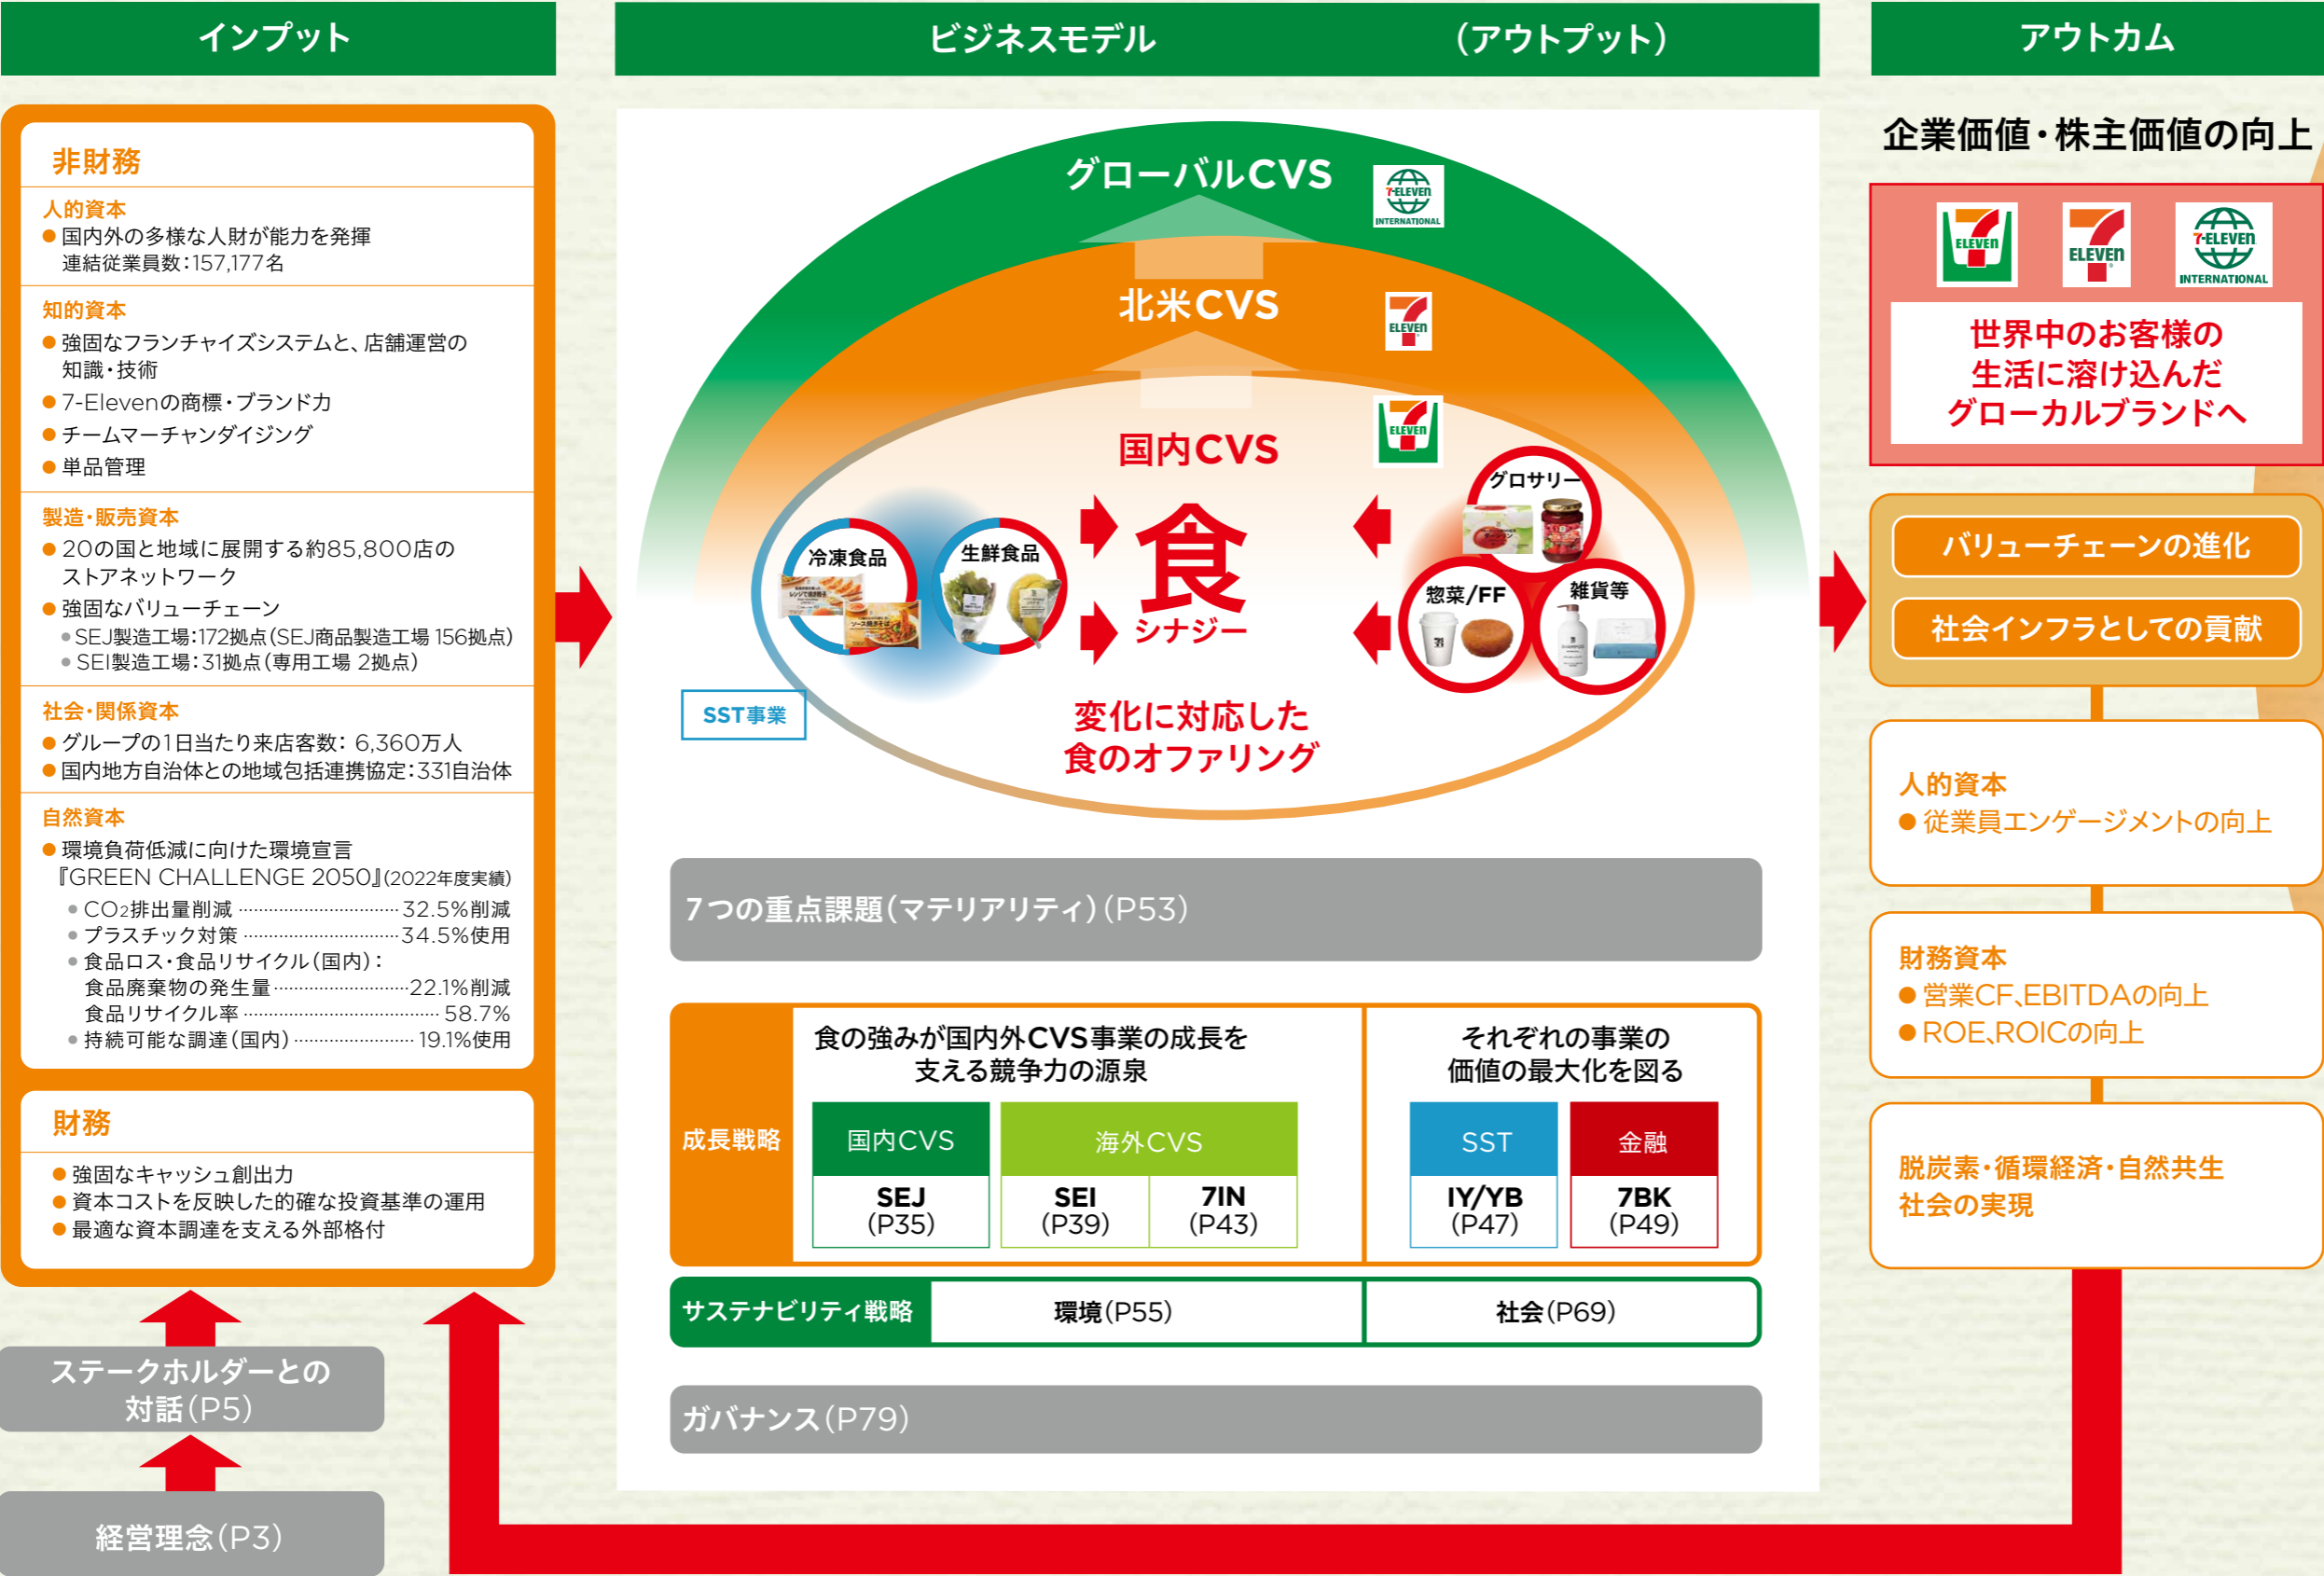 インプット
非財務
人的資本
●国内外の多様な人財が能力を発揮
連結従業員数：157,177名
知的資本
●強固なフランチャイズシステムと、店舗運営の
知識・技術
●7-Elevenの商標・ブランド力
●チームマーチャンダイジング
●単品管理
製造・販売資本
●20の国と地域に展開する約85,800店の
ストアネットワーク
●強固なバリューチェーン
●SEJ製造工場：172拠点（SEJ商品製造工場 156拠点）
●SEI製造工場：31拠点（専用工場 2拠点）
社会・関係資本
●グループの1日当たり来店客数： 6,360万人
●国内地方自治体との地域包括連携協定：331自治体
自然資本
●環境負荷低減に向けた環境宣言
『GREEN CHALLENGE 2050』(2022年度実績)
●CO2排出量削減 ································ 32.5%削減
●プラスチック対策 ······························· 34.5%使用
●食品ロス・食品リサイクル（国内）：
食品廃棄物の発生量 ··························· 22.1%削減
食品リサイクル率 ······································· 58.7%
●持続可能な調達（国内） ························ 19.1%使用
財務
●強固なキャッシュ創出力
●資本コストを反映した的確な投資基準の運用
●最適な資本調達を支える外部格付
ステークホルダーとの
対話(P5)
経営理念(P3)
ビジネスモデル （アウトプット）
グローバルCVS
7-ELEVEn
INTERNATIONAL
北米CVS
ELEVEn
国内CVS
ELEVEn
冷凍食品
レンジで焼き餃子
ソース焼きそば
生鮮食品
食
シナジー
グロサリー
惣菜/FF
雑貨等
SST事業
変化に対応した
食のオファリング
7つの重点課題（マテリアリティ）(P53)
成長戦略
食の強みが国内外CVS事業の成長を
支える競争力の源泉
国内CVS
SEJ
(P35)
海外CVS
SEI
(P39)
7IN
(P43)
それぞれの事業の
価値の最大化を図る
SST
IY/YB
(P47)
金融
7BK
(P49)
サステナビリティ戦略
環境(P55)
社会(P69)
ガバナンス(P79)
アウトカム
企業価値・株主価値の向上
ELEVEn
ELEVEn
7-ELEVEn
INTERNATIONAL
世界中のお客様の
生活に溶け込んだ
グローカルブランドへ
バリューチェーンの進化
社会インフラとしての貢献
人的資本
●従業員エンゲージメントの向上
財務資本
●営業CF、EBITDAの向上
●ROE、ROICの向上
脱炭素・循環経済・自然共生
社会の実現